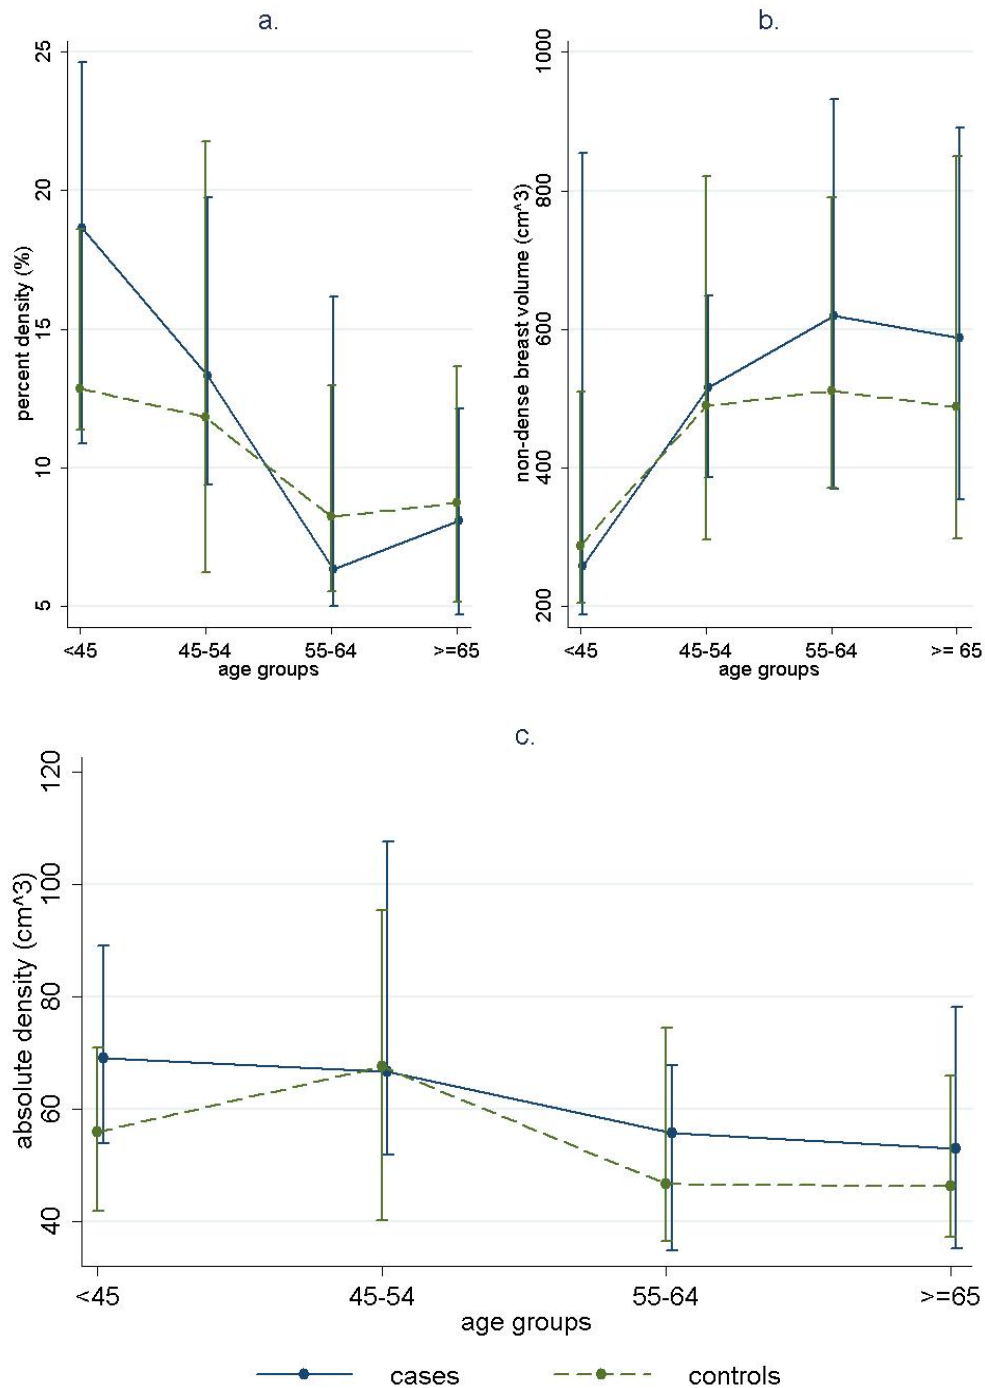 a.
percent density (%)
25
20
15
10
5
<45 45-54 55-64 >=65
age groups
b.
non-dense breast volume (cm^3)
1000
800
600
400
200
<45 45-54 55-64 >= 65
age groups
c.
absolute density (cm^3)
120
100
80
60
40
<45 45-54 55-64 >=65
age groups
cases controls